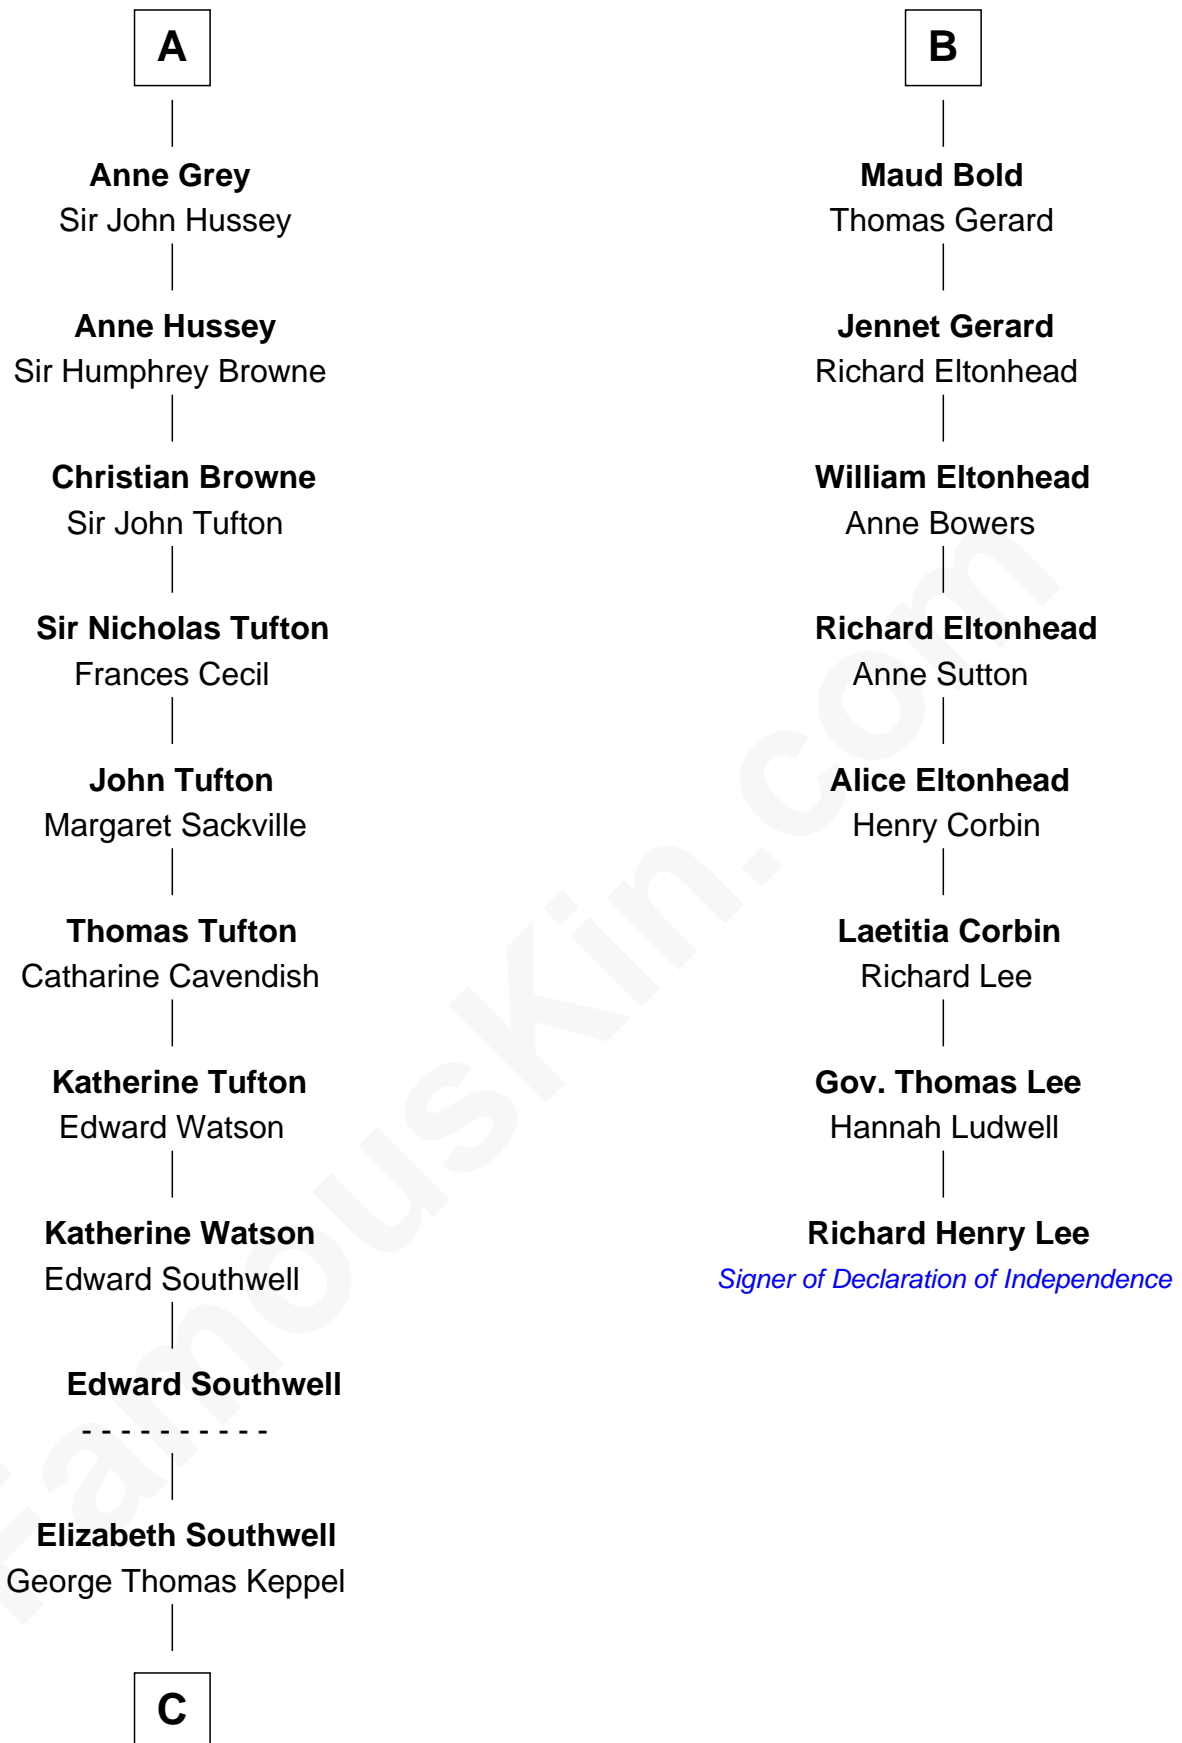 A
Anne Grey
Sir John Hussey
Anne Hussey
Sir Humphrey Browne
Christian Browne
Sir John Tufton
Sir Nicholas Tufton
Frances Cecil
John Tufton
Margaret Sackville
Thomas Tufton
Catharine Cavendish
Katherine Tufton
Edward Watson
Katherine Watson
Edward Southwell
Edward Southwell
- - - - - - - - - -
Elizabeth Southwell
George Thomas Keppel
C
B
Maud Bold
Thomas Gerard
Jennet Gerard
Richard Eltonhead
William Eltonhead
Anne Bowers
Richard Eltonhead
Anne Sutton
Alice Eltonhead
Henry Corbin
Laetitia Corbin
Richard Lee
Gov. Thomas Lee
Hannah Ludwell
Richard Henry Lee
Signer of Declaration of Independence
FamousKin.com